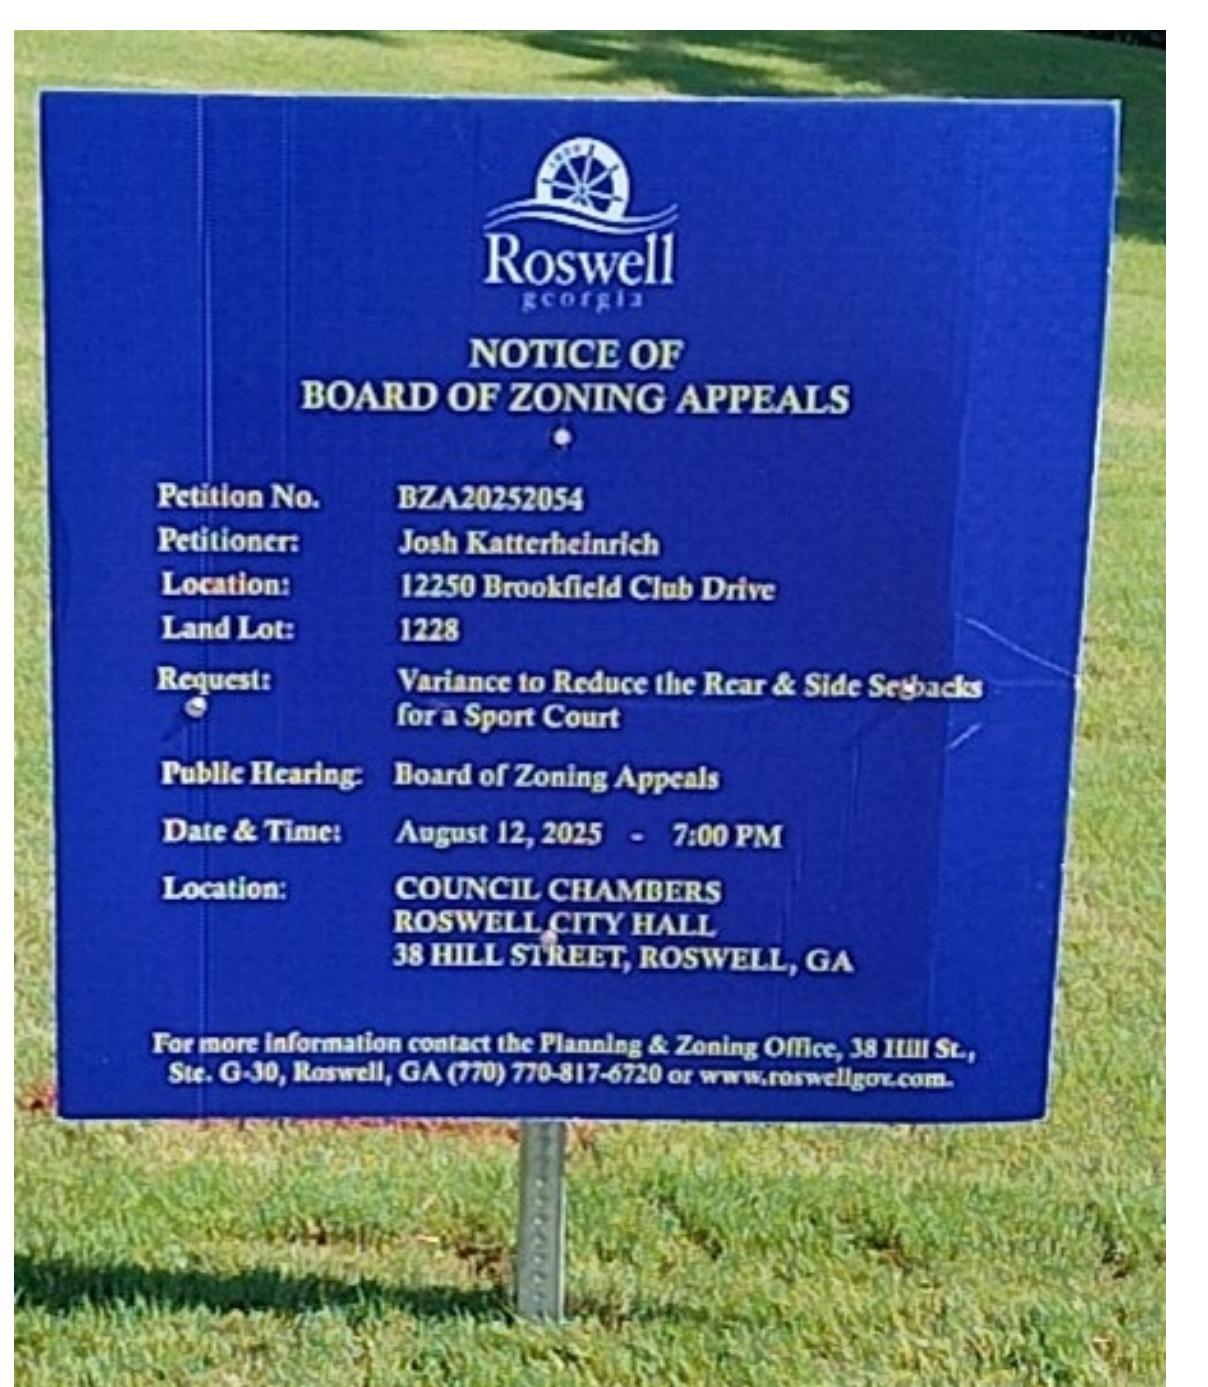 Roswell
georgia
NOTICE OF
BOARD OF ZONING APPEALS
Petition No. BZA20252054
Petitioner: Josh Katterheinrich
Location: 12250 Brookfield Club Drive
Land Lot: 1228
Request: Variance to Reduce the Rear & Side Setbacks
for a Sport Court
Public Hearing: Board of Zoning Appeals
Date & Time: August 12, 2025 - 7:00 PM
Location: COUNCIL CHAMBERS
ROSWELL CITY HALL
38 HILL STREET, ROSWELL, GA
For more information contact the Planning & Zoning Office, 38 Hill St.,
Ste. G-30, Roswell, GA (770) 770-817-6720 or www.roswellgov.com.